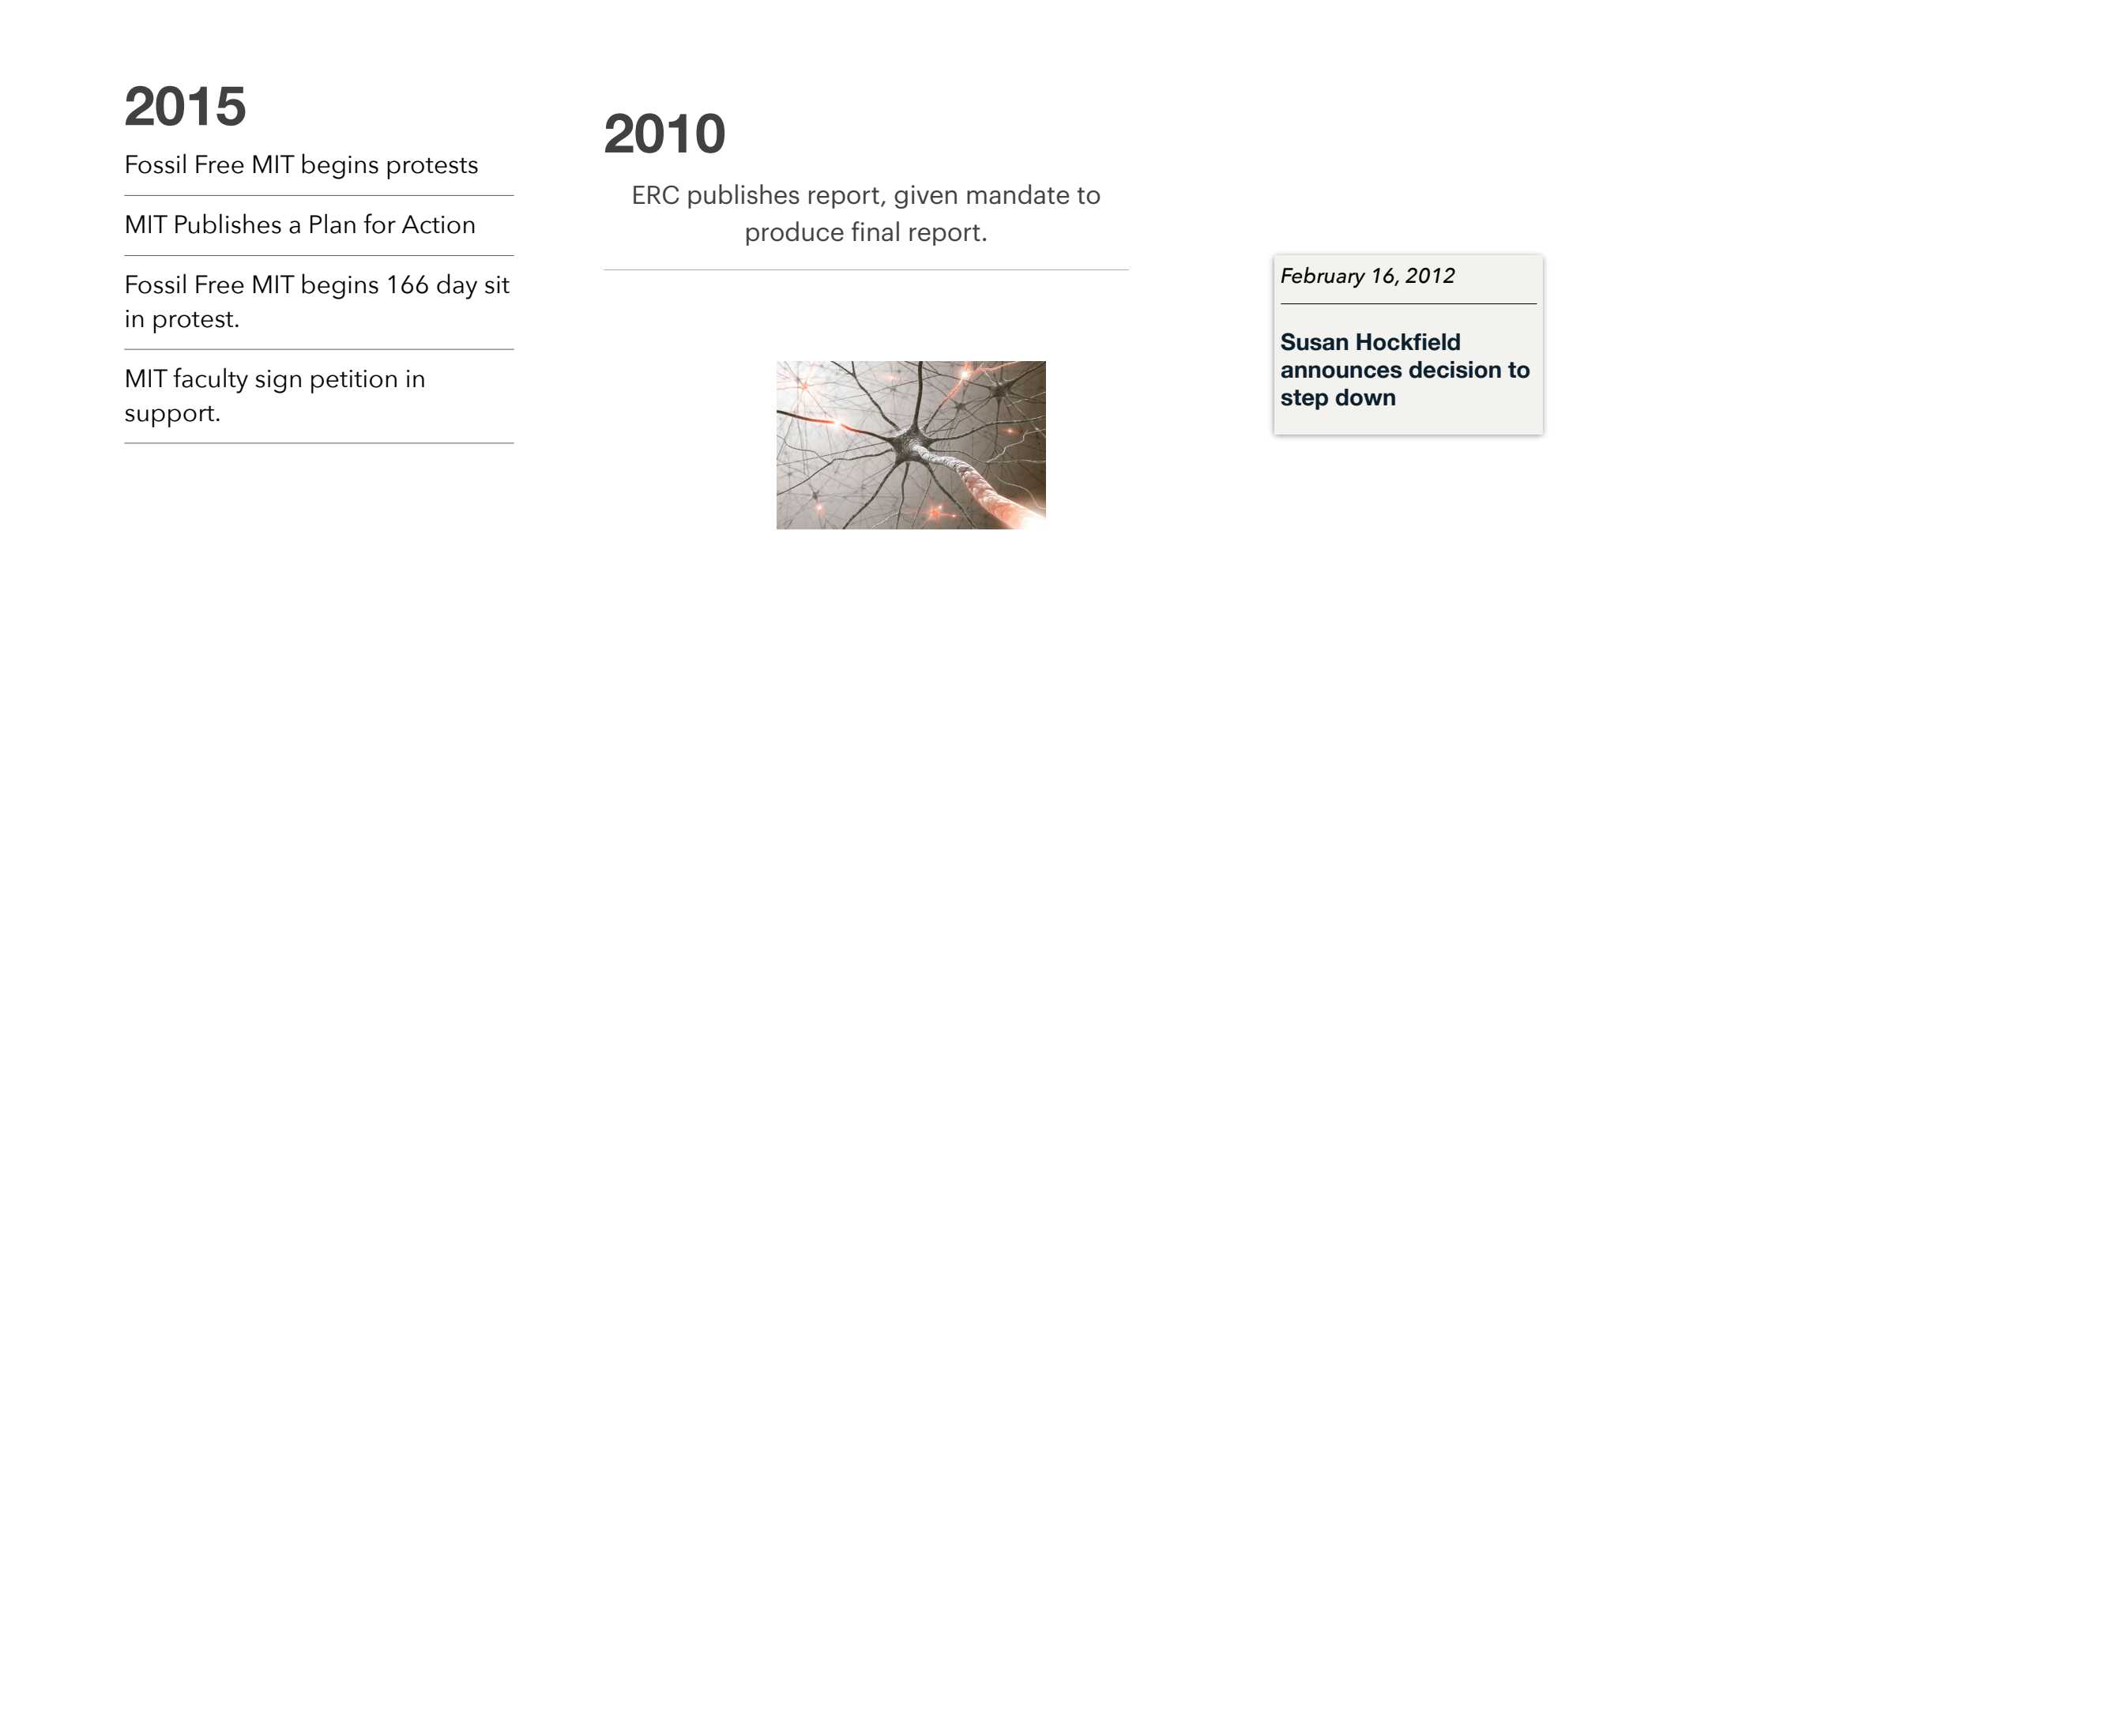 2015
Fossil Free MIT begins protests
MIT Publishes a Plan for Action
Fossil Free MIT begins 166 day sit
in protest.
MIT faculty sign petition in
support.
2010
ERC publishes report, given mandate to
produce final report.
February 16, 2012
Susan Hockfield
announces decision to
step down